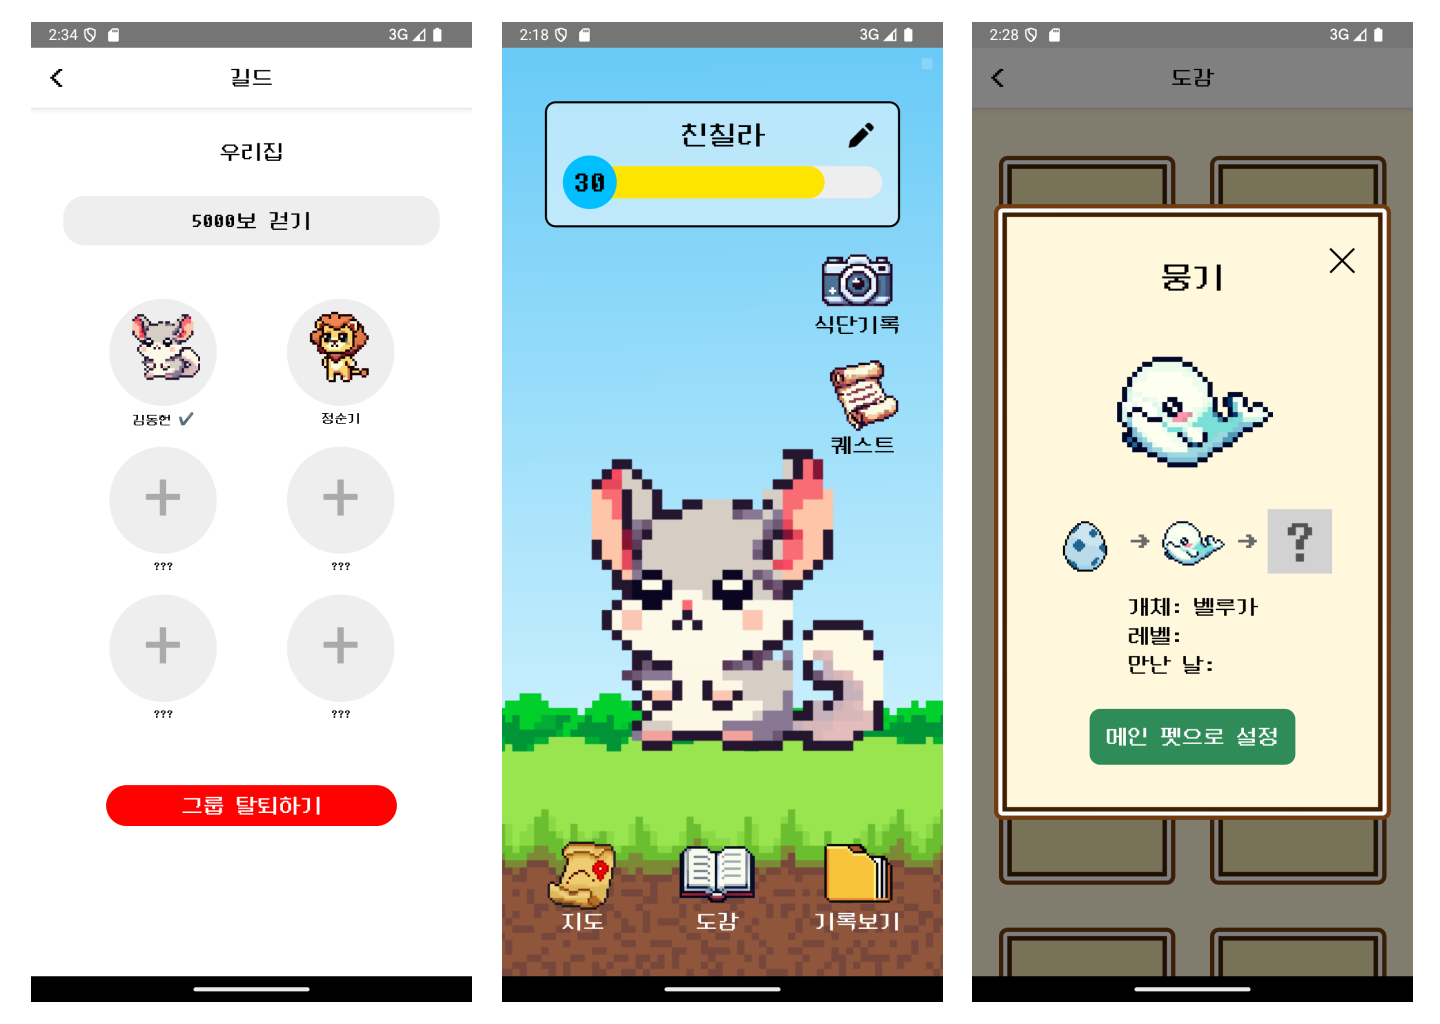 2:34
3G
길드
우리집
5000보 걷기
김동현 ✔
정순기
???
???
???
???
그룹 탈퇴하기
2:18
3G
친칠라
30
식단기록
퀘스트
지도
도감
기록보기
2:28
3G
도감
뭉기
?
개체: 벨루가
레벨:
만난 날:
메인 펫으로 설정